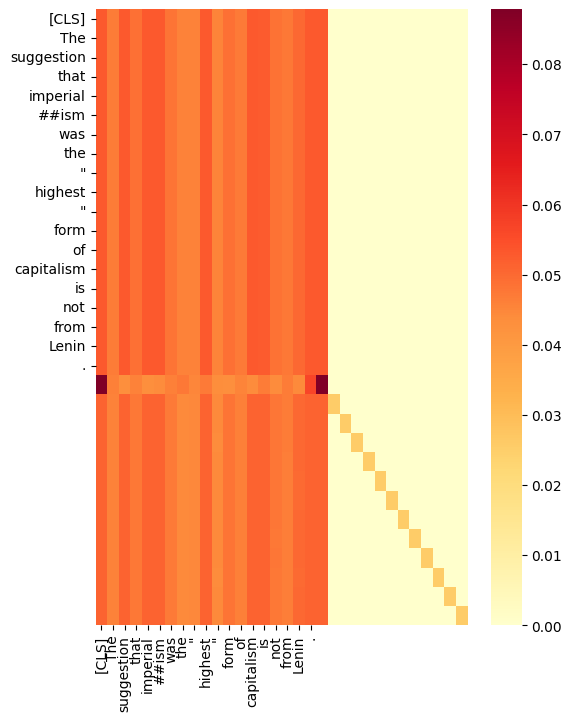 [CLS]
The
suggestion
that
imperial
##ism
was
the
"
highest
"
form
of
capitalism
is
not
from
Lenin
.
0.08
0.07
0.06
0.05
0.04
0.03
0.02
0.01
0.00
[CLS]
The
suggestion
that
imperial
##ism
was
the
"
highest
"
form
of
capitalism
is
not
from
Lenin
.